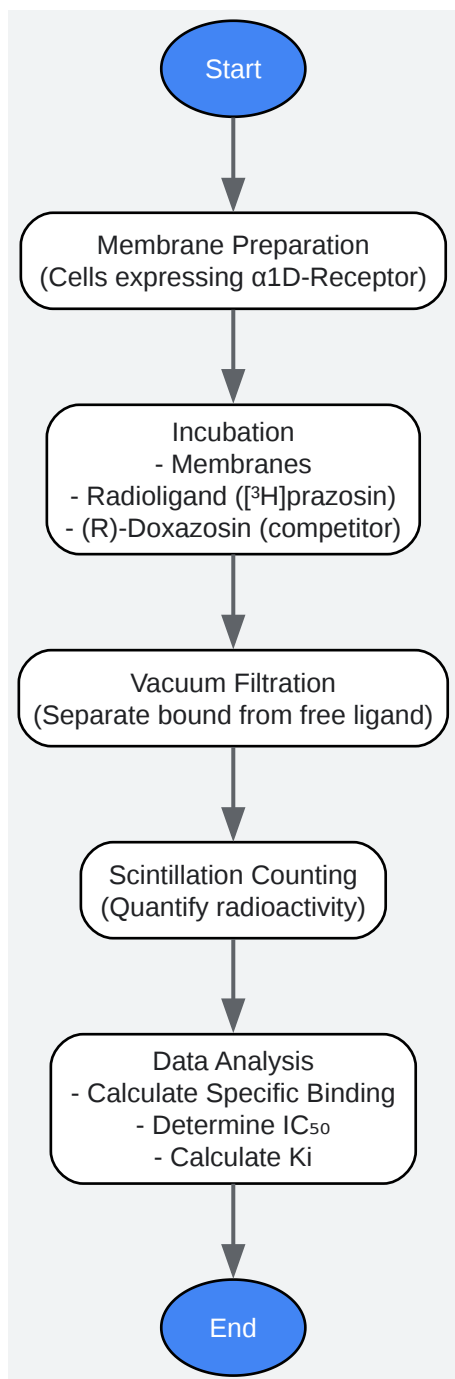 Start
Membrane Preparation
(Cells expressing α1D-Receptor)
Incubation
- Membranes
- Radioligand ([³H]prazosin)
- (R)-Doxazosin (competitor)
Vacuum Filtration
(Separate bound from free ligand)
Scintillation Counting
(Quantify radioactivity)
Data Analysis
- Calculate Specific Binding
- Determine IC₅₀
- Calculate Ki
End